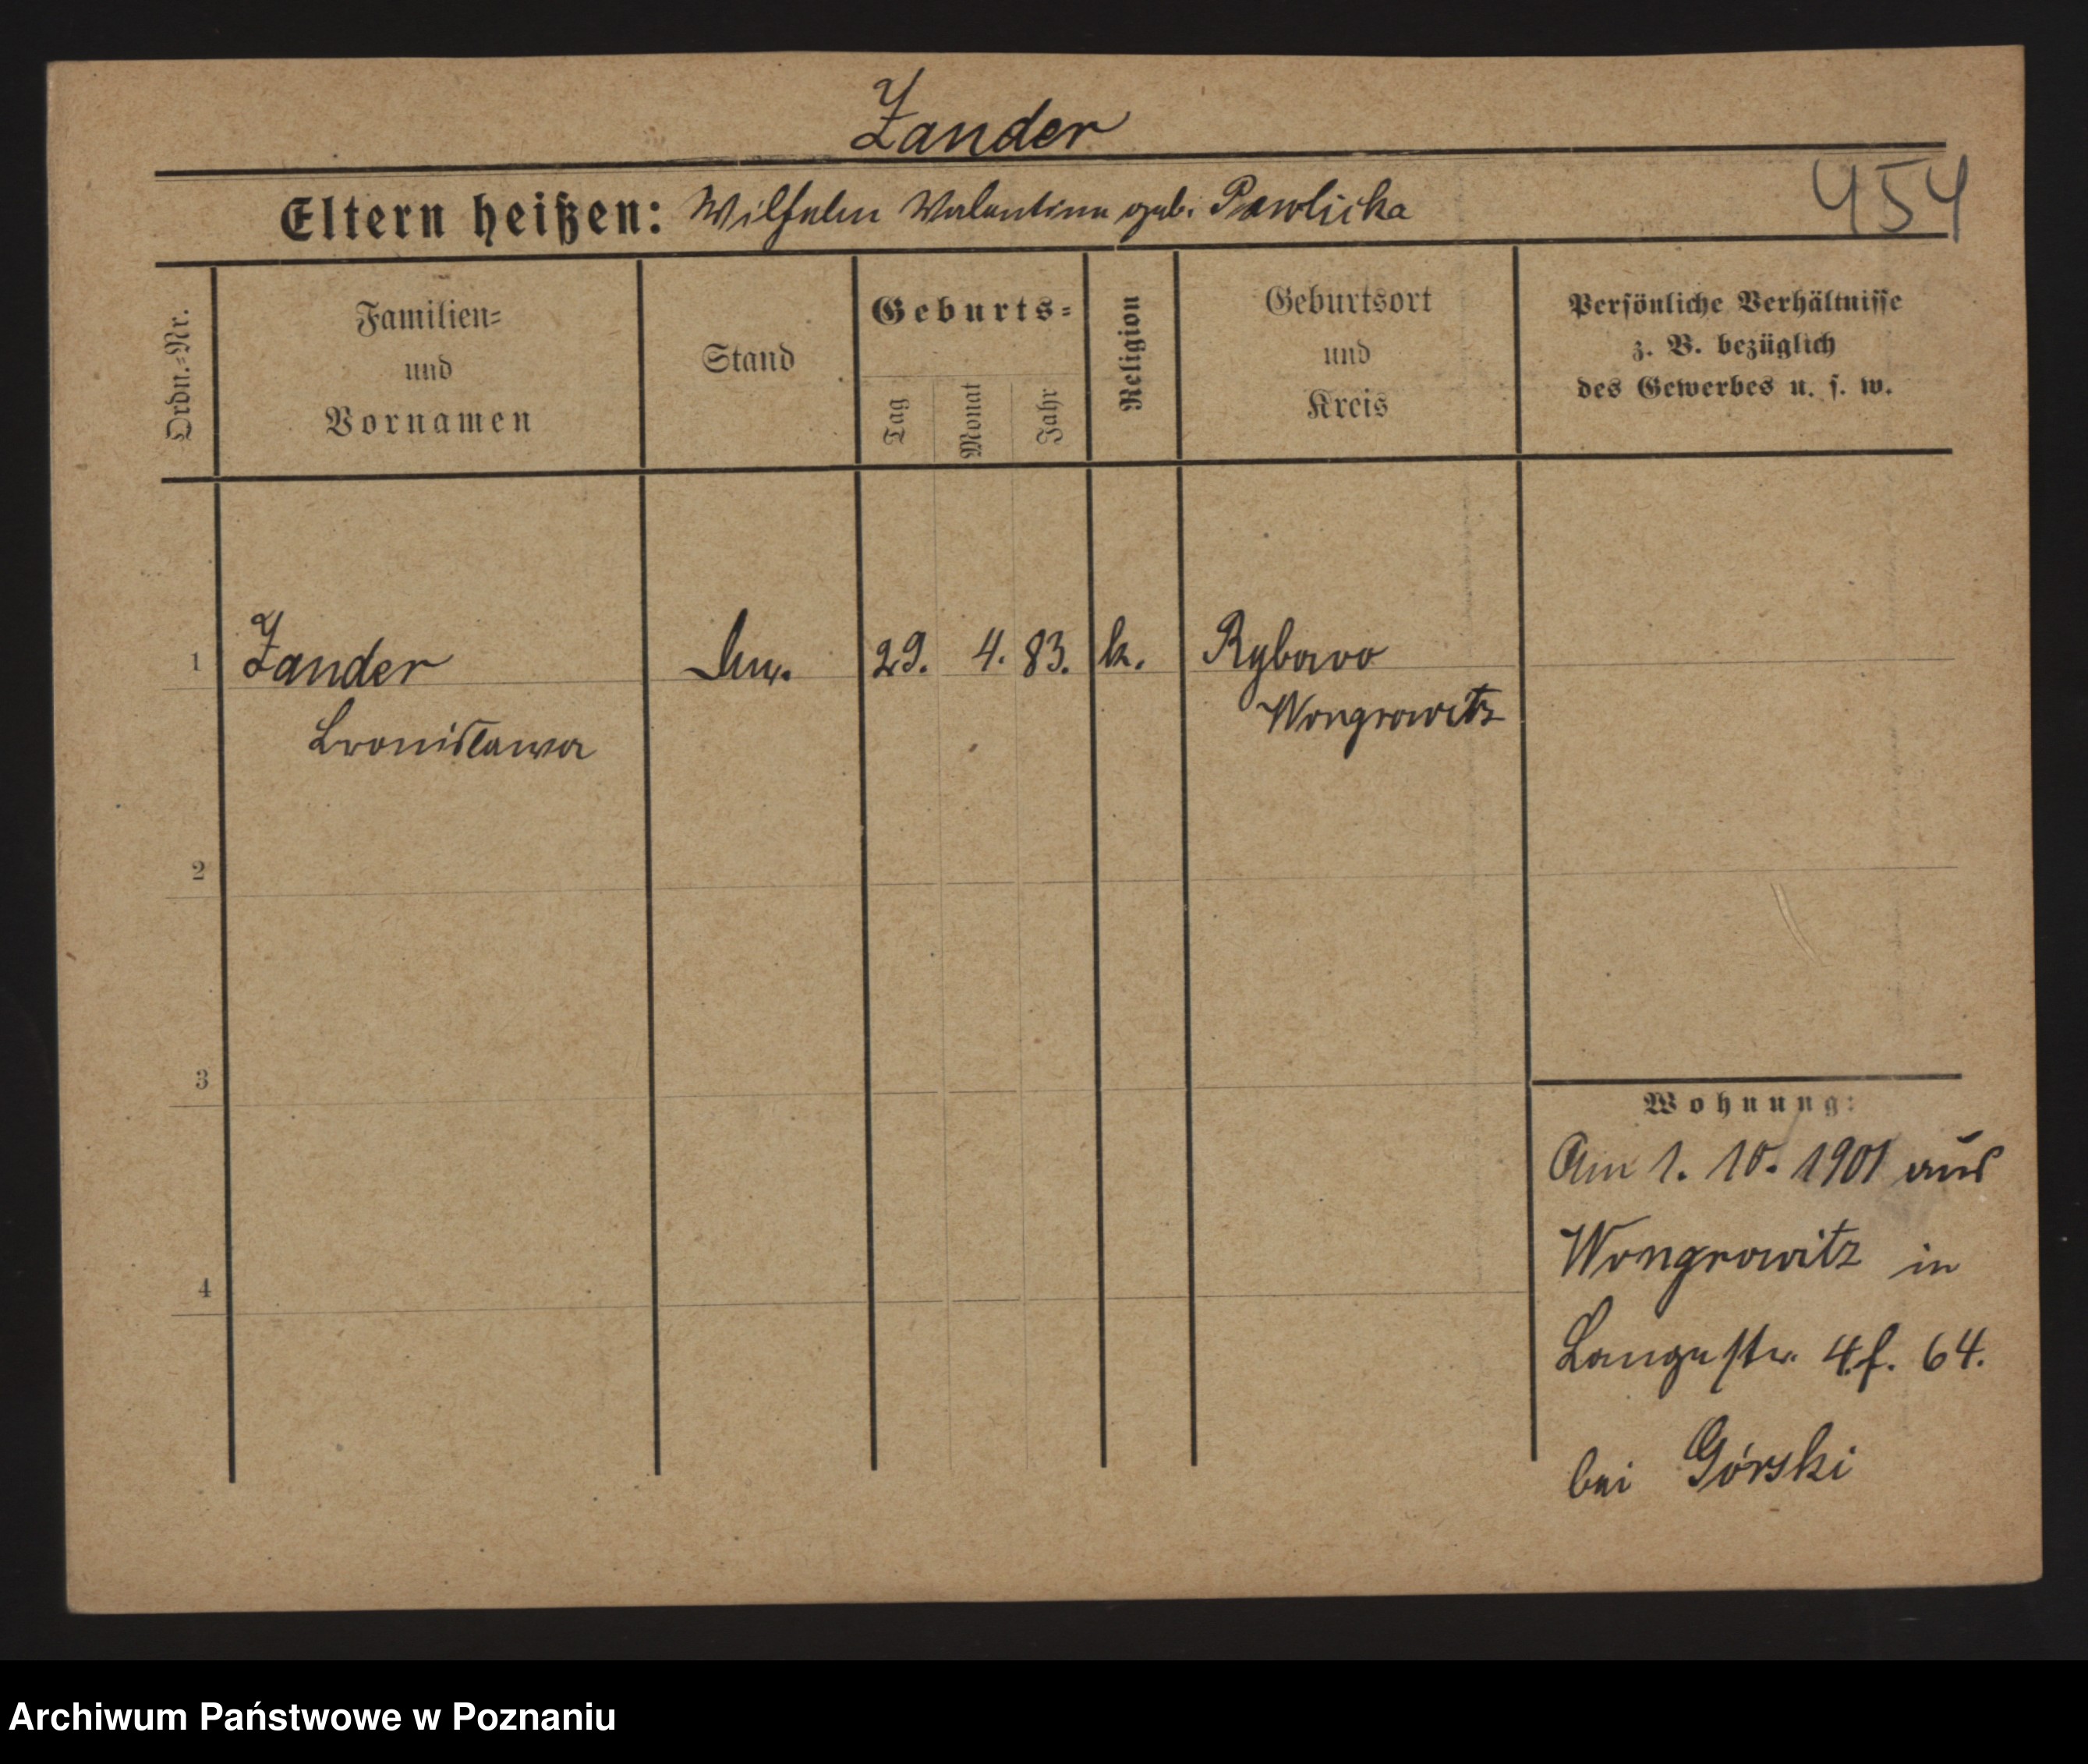 Zander
Eltern heißen: Wilhelm Valentine geb. Pawlicka
454
Ordn.-Nr.
Familien-
und
Vornamen
Stand
Geburts-
Tag
Monat
Jahr
Religion
Geburtsort
und
Kreis
Persönliche Verhältnisse
z. B. bezüglich
des Gewerbes u. s. w.
1 Zander 29. 4. 83. k. Rybowo
Bronislawa Wongrowitz
2
3
4
Wohnung:
Am 1. 10. 1901 aus
Wongrowitz in
Langestr. 4 64.
bei Górski
Archiwum Państwowe w Poznaniu